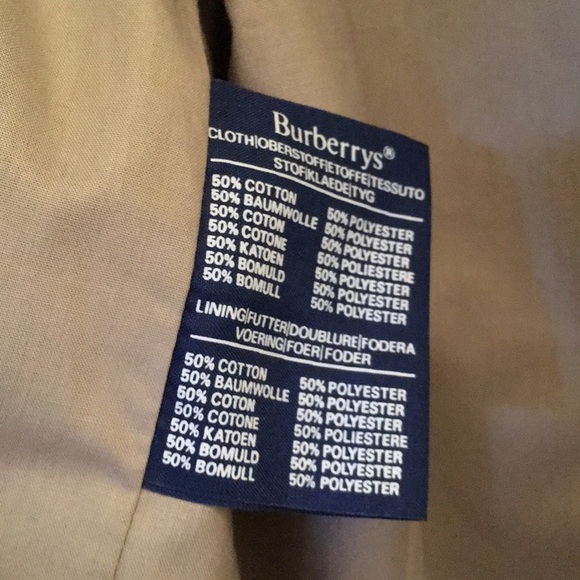 Burberrys®
CLOTH|OBERSTOFF|ETOFFE|TESSUTO
STOF|KLAEDE|TYG
50% COTTON 50% POLYESTER
50% BAUMWOLLE 50% POLYESTER
50% COTON 50% POLYESTER
50% COTONE 50% POLIESTERE
50% KATOEN 50% POLYESTER
50% BOMULD 50% POLYESTER
50% BOMULL 50% POLYESTER
LINING|FUTTER|DOUBLURE|FODERA
VOERING|FOER|FODER
50% COTTON 50% POLYESTER
50% BAUMWOLLE 50% POLYESTER
50% COTON 50% POLYESTER
50% COTONE 50% POLIESTERE
50% KATOEN 50% POLYESTER
50% BOMULD 50% POLYESTER
50% BOMULL 50% POLYESTER